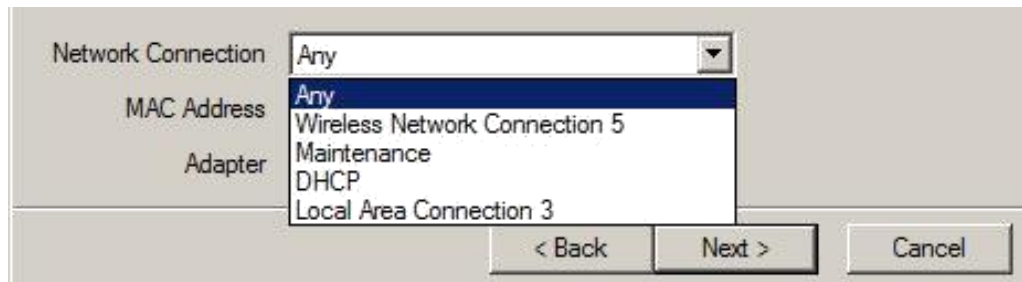 Network Connection Any
Any
MAC Address
Wireless Network Connection 5
Maintenance
Adapter
DHCP
Local Area Connection 3
< Back Next > Cancel